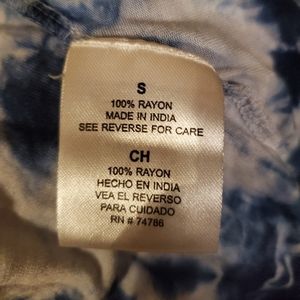 S
100% RAYON
MADE IN INDIA
SEE REVERSE FOR CARE
CH
100% RAYON
HECHO EN INDIA
VEA EL REVERSO
PARA CUIDADO
RN # 74786